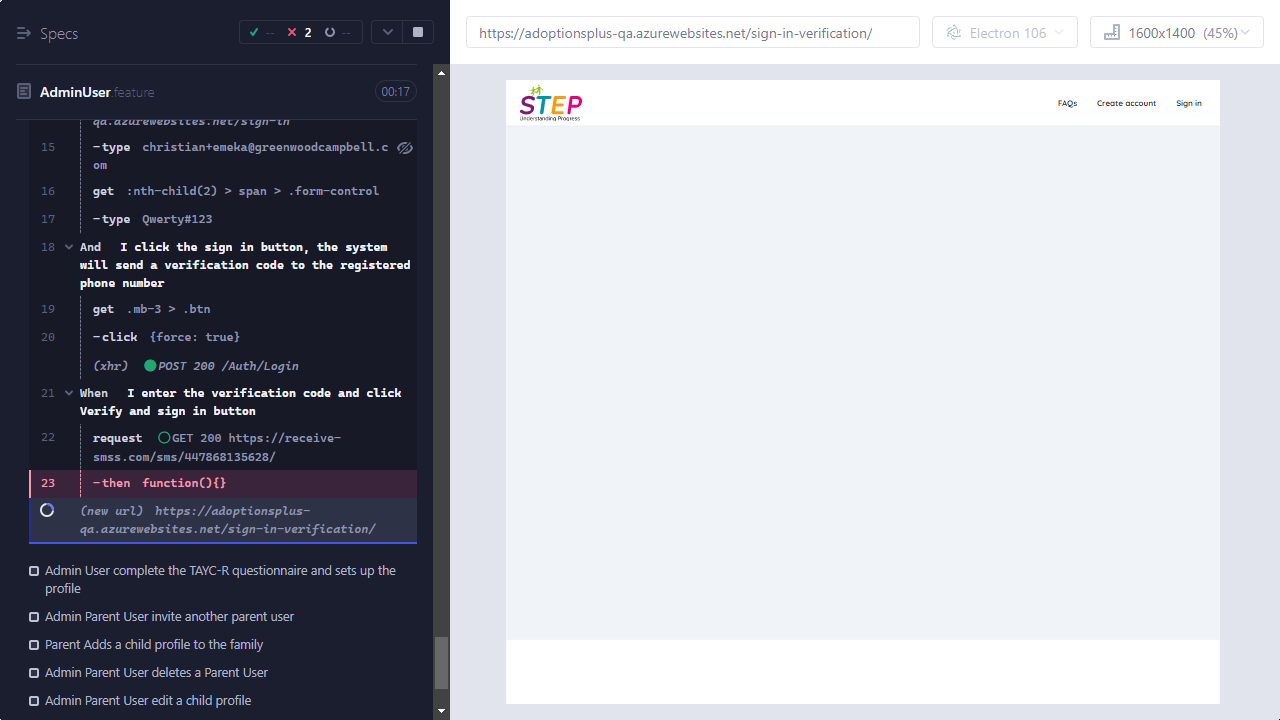 Specs
--
2
--
https://adoptionsplus-qa.azurewebsites.net/sign-in-verification/
Electron 106
1600x1400 (45%)
AdminUser.feature
00:17
qa.azurewebsites.net/sign-in
15 -type christian+emeka@greenwoodcampbell.c
om
16 get :nth-child(2) > span > .form-control
17 -type Qwerty#123
18 And I click the sign in button, the system
will send a verification code to the registered
phone number
19 get .mb-3 > .btn
20 -click {force: true}
(xhr) POST 200 /Auth/Login
21 When I enter the verification code and click
Verify and sign in button
22 request GET 200 https://receive-
smss.com/sms/447868135628/
23 -then function(){}
(new url) https://adoptionsplus-
qa.azurewebsites.net/sign-in-verification/
Admin User complete the TAYC-R questionnaire and sets up the
profile
Admin Parent User invite another parent user
Parent Adds a child profile to the family
Admin Parent User deletes a Parent User
Admin Parent User edit a child profile
STEP
Understanding Progress
FAQs
Create account
Sign in